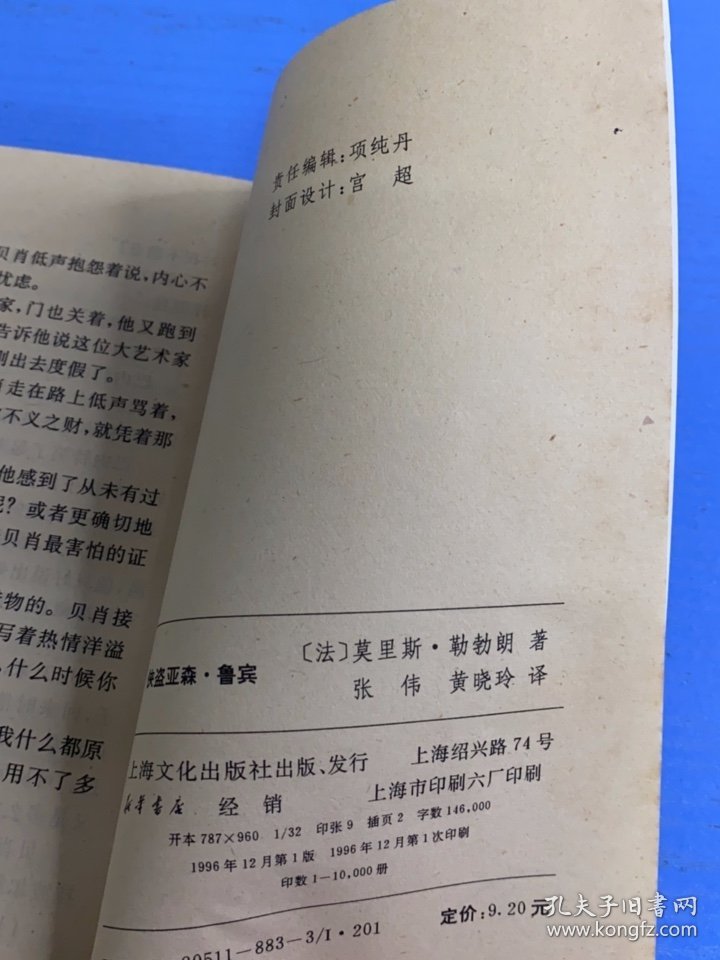 贝肖低声抱怨着说,内心不
忧虑。
家,门也关着,他又跑到
告诉他说这位大艺术家
刚出去度假了。
走在路上低声骂着,
不义之财,就凭着那
他感到了从未有过
呢?或者更确切地
贝肖最害怕的证
物的。贝肖接
写着热情洋溢
什么时候你
我什么都原
用不了多
责任编辑:项纯丹
封面设计:宫 超
侠盗亚森·鲁宾 〔法〕莫里斯·勒勃朗 著
张 伟 黄晓玲 译
上海文化出版社出版、发行 上海绍兴路74号
新华书店 经 销 上海市印刷六厂印刷
开本 787×960 1/32 印张9 插页2 字数146,000
1996年12月第1版 1996年12月第1次印刷
印数1—10,000册
80511-883-3/I·201 定价:9.20元
孔夫子旧书网
kongfz.com